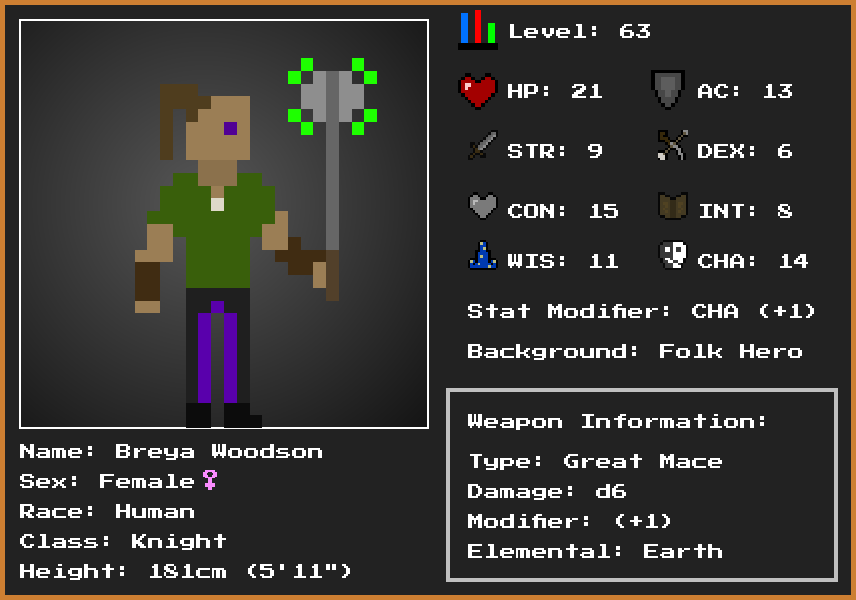 Level: 63
HP: 21
AC: 13
STR: 9
DEX: 6
CON: 15
INT: 8
WIS: 11
CHA: 14
Stat Modifier: CHA (+1)
Background: Folk Hero
Weapon Information:
Type: Great Mace
Damage: d6
Modifier: (+1)
Elemental: Earth
Name: Breya Woodson
Sex: Female♀
Race: Human
Class: Knight
Height: 181cm (5'11")